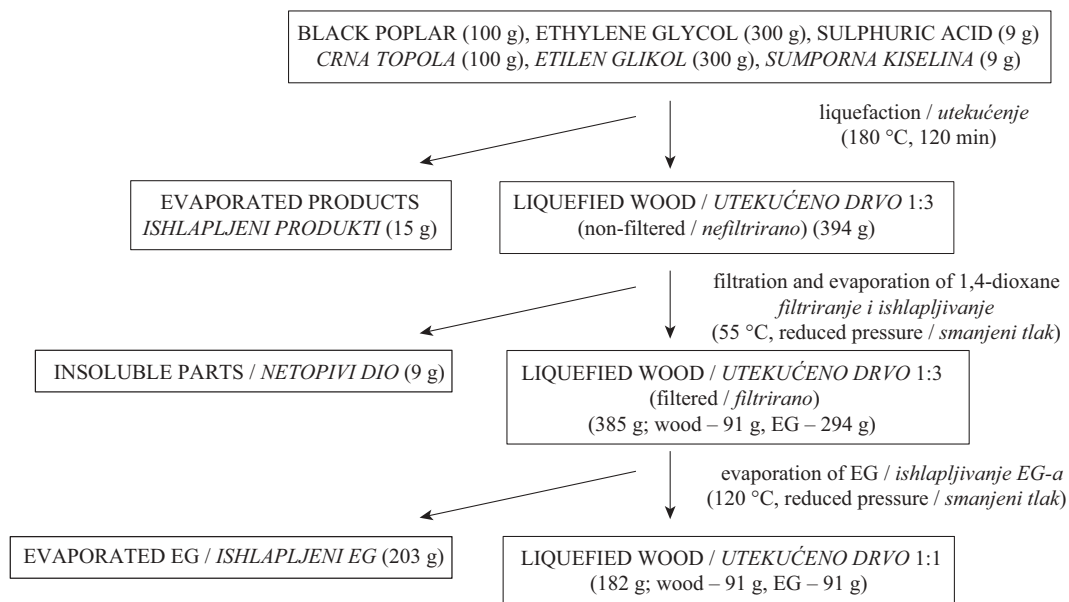 BLACK POPLAR (100 g), ETHYLENE GLYCOL (300 g), SULPHURIC ACID (9 g)
CRNA TOPOLA (100 g), ETILEN GLIKOL (300 g), SUMPORNA KISELINA (9 g)
liquefaction / utekućenje
(180 °C, 120 min)
EVAPORATED PRODUCTS
ISHLAPLJENI PRODUKTI (15 g)
LIQUEFIED WOOD / UTEKUĆENO DRVO 1:3
(non-filtered / nefiltrirano) (394 g)
filtration and evaporation of 1,4-dioxane
filtriranje i ishlapljivanje
(55 °C, reduced pressure / smanjeni tlak)
INSOLUBLE PARTS / NETOPIVI DIO (9 g)
LIQUEFIED WOOD / UTEKUĆENO DRVO 1:3
(filtered / filtrirano)
(385 g; wood – 91 g, EG – 294 g)
evaporation of EG / ishlapljivanje EG-a
(120 °C, reduced pressure / smanjeni tlak)
EVAPORATED EG / ISHLAPLJENI EG (203 g)
LIQUEFIED WOOD / UTEKUĆENO DRVO 1:1
(182 g; wood – 91 g, EG – 91 g)